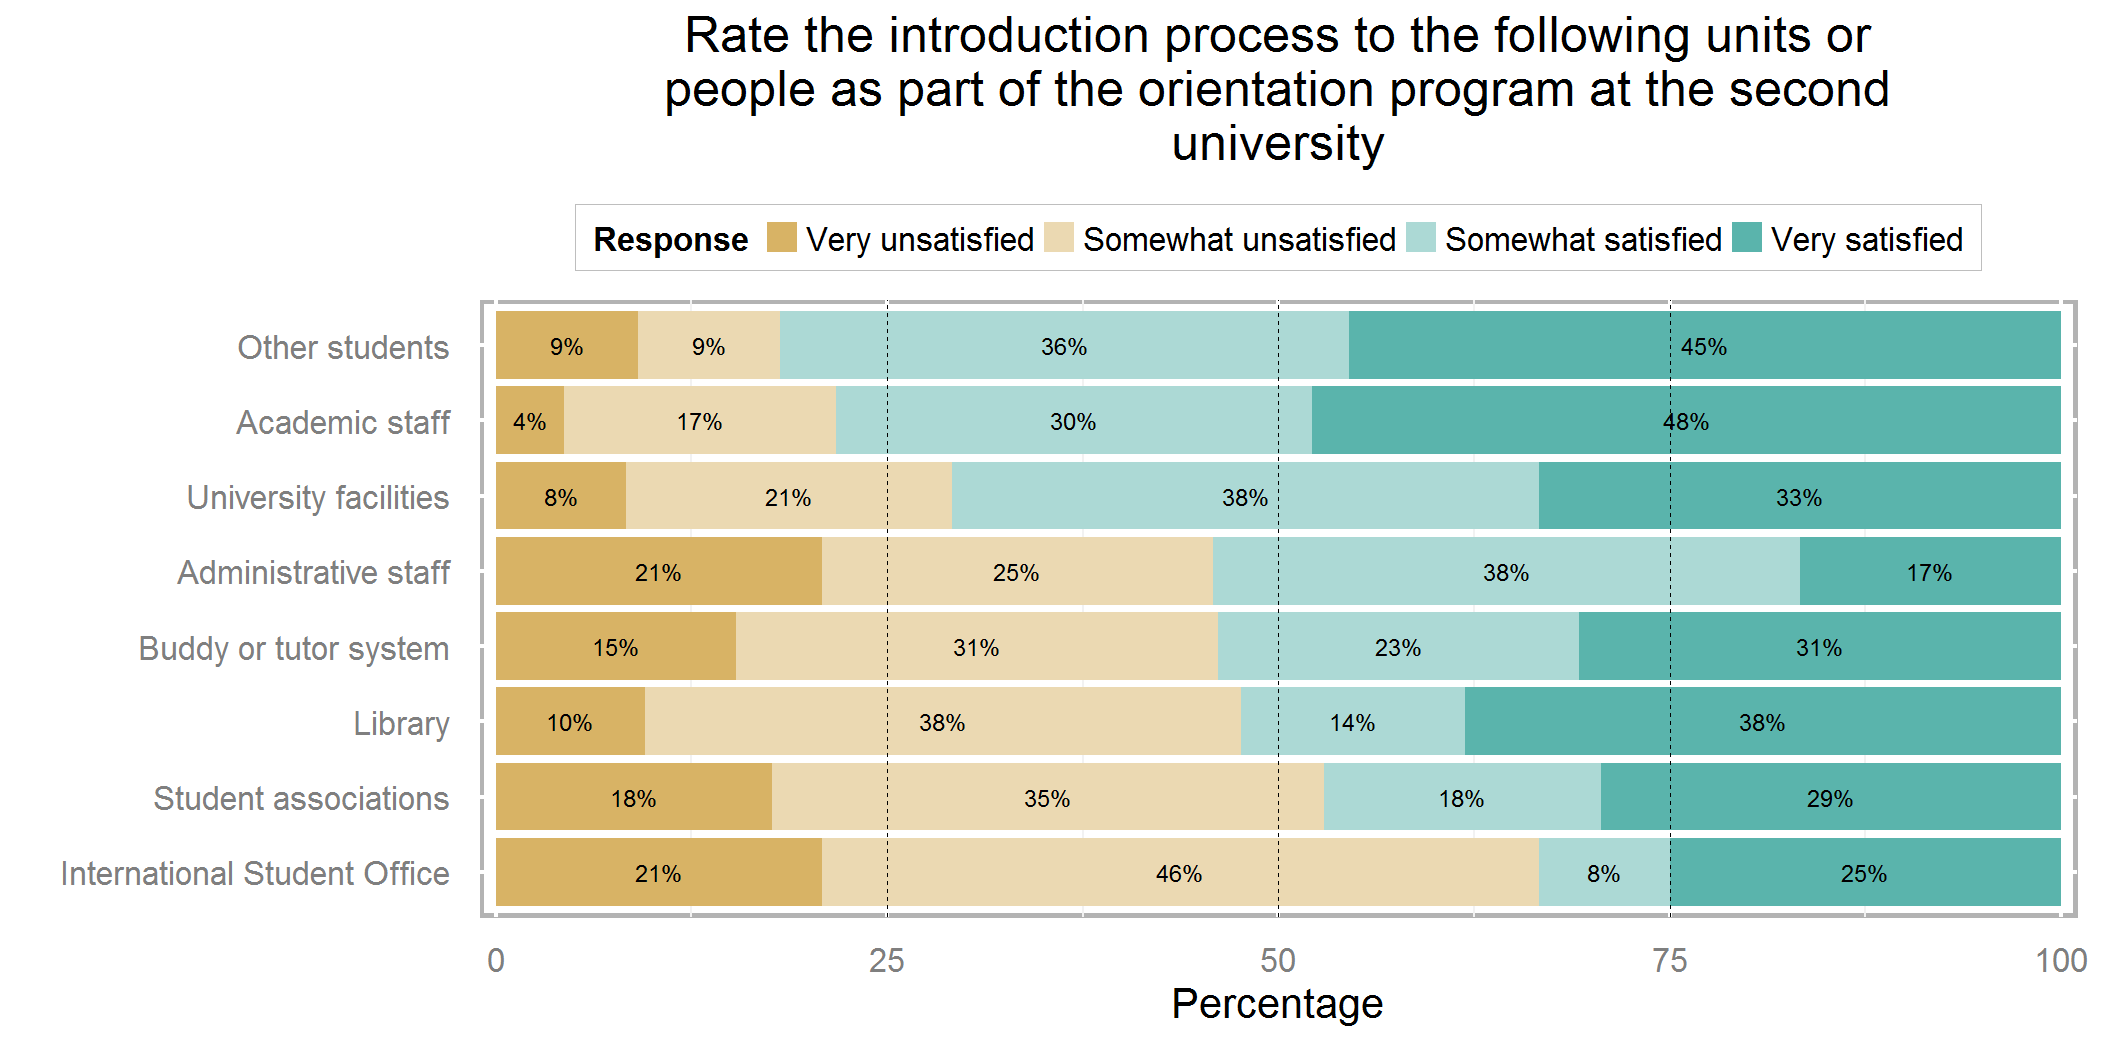 Rate the introduction process to the following units or
people as part of the orientation program at the second
university
Response Very unsatisfied Somewhat unsatisfied Somewhat satisfied Very satisfied
Other students 9% 9% 36% 45%
Academic staff 4% 17% 30% 48%
University facilities 8% 21% 38% 33%
Administrative staff 21% 25% 38% 17%
Buddy or tutor system 15% 31% 23% 31%
Library 10% 38% 14% 38%
Student associations 18% 35% 18% 29%
International Student Office 21% 46% 8% 25%
0 25 50 75 100
Percentage